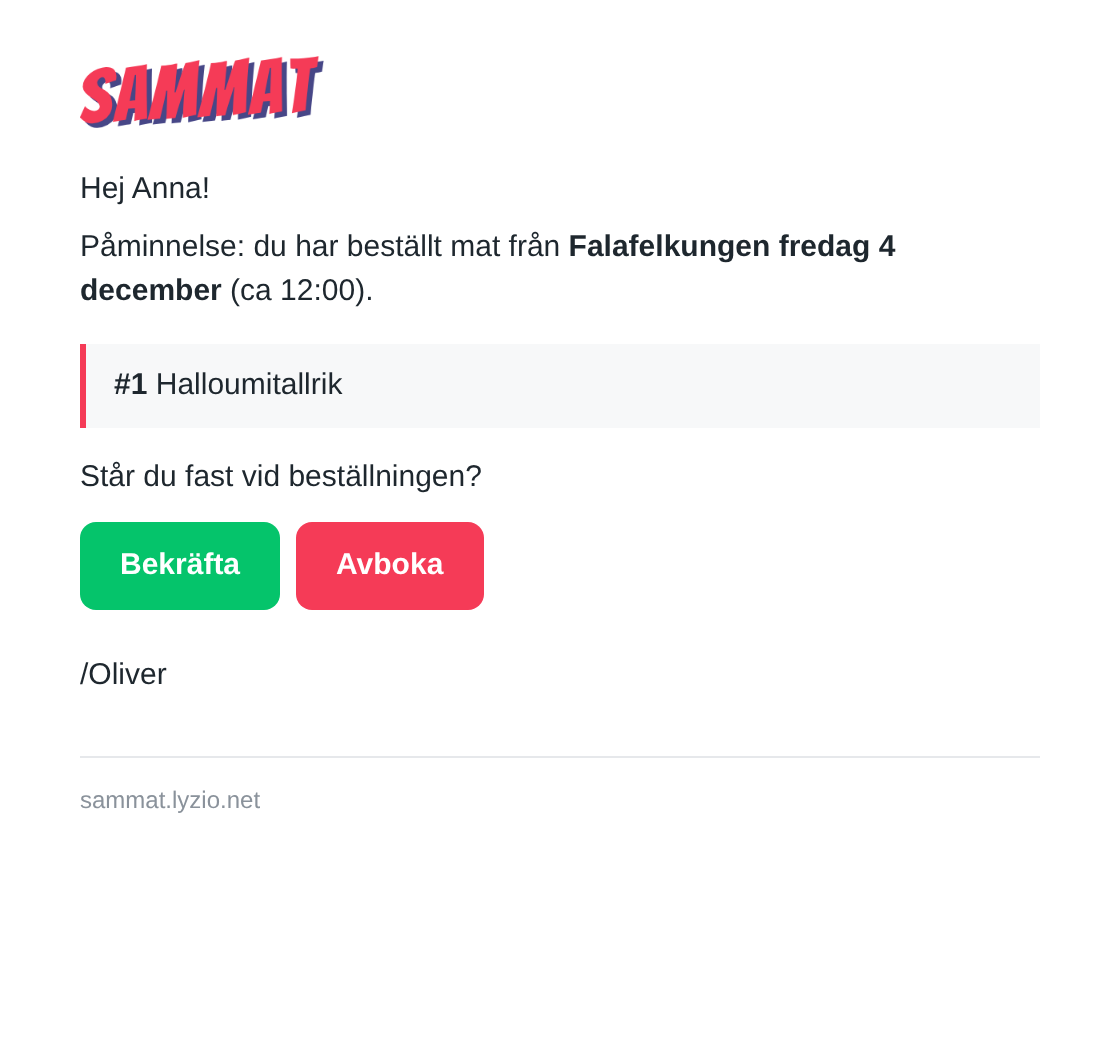 SAMMAT
Hej Anna!
Påminnelse: du har beställt mat från Falafelkungen fredag 4
december (ca 12:00).
#1 Halloumitallrik
Står du fast vid beställningen?
Bekräfta Avboka
/Oliver
sammat.lyzio.net